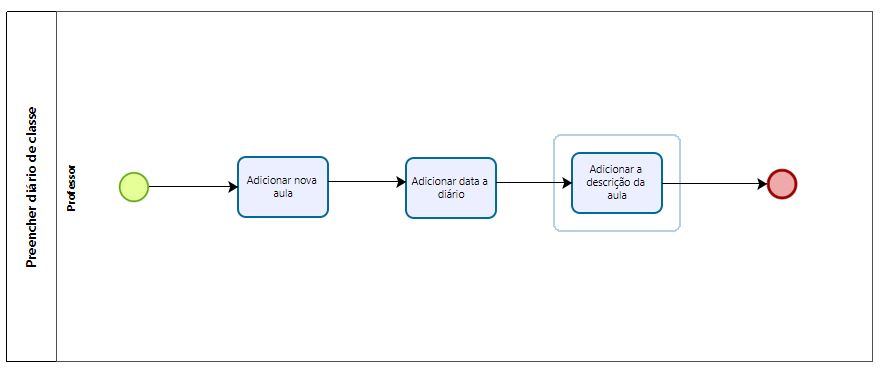 Preencher diário de classe
Professor
Adicionar nova
aula
Adicionar data a
diário
Adicionar a
descrição da
aula